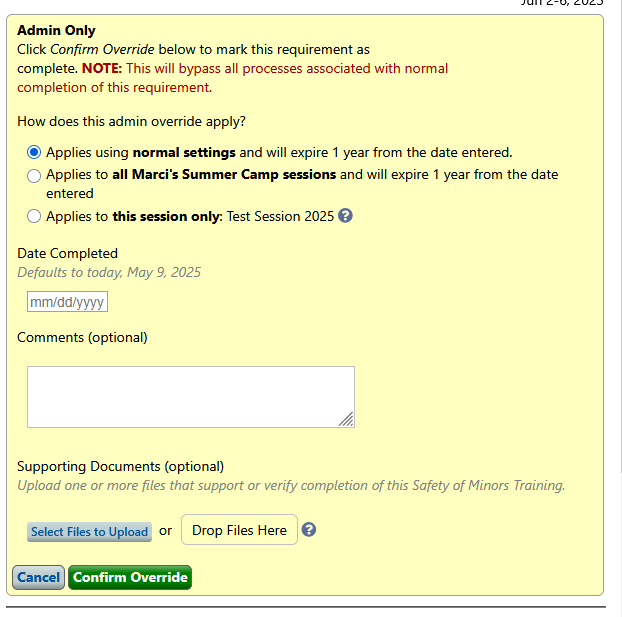 Jun 2-6, 2025
Admin Only
Click Confirm Override below to mark this requirement as
complete. NOTE: This will bypass all processes associated with normal
completion of this requirement.
How does this admin override apply?
Applies using normal settings and will expire 1 year from the date entered.
Applies to all Marci's Summer Camp sessions and will expire 1 year from the date
entered
Applies to this session only: Test Session 2025 ?
Date Completed
Defaults to today, May 9, 2025
mm/dd/yyyy
Comments (optional)
Supporting Documents (optional)
Upload one or more files that support or verify completion of this Safety of Minors Training.
Select Files to Upload or Drop Files Here ?
Cancel Confirm Override